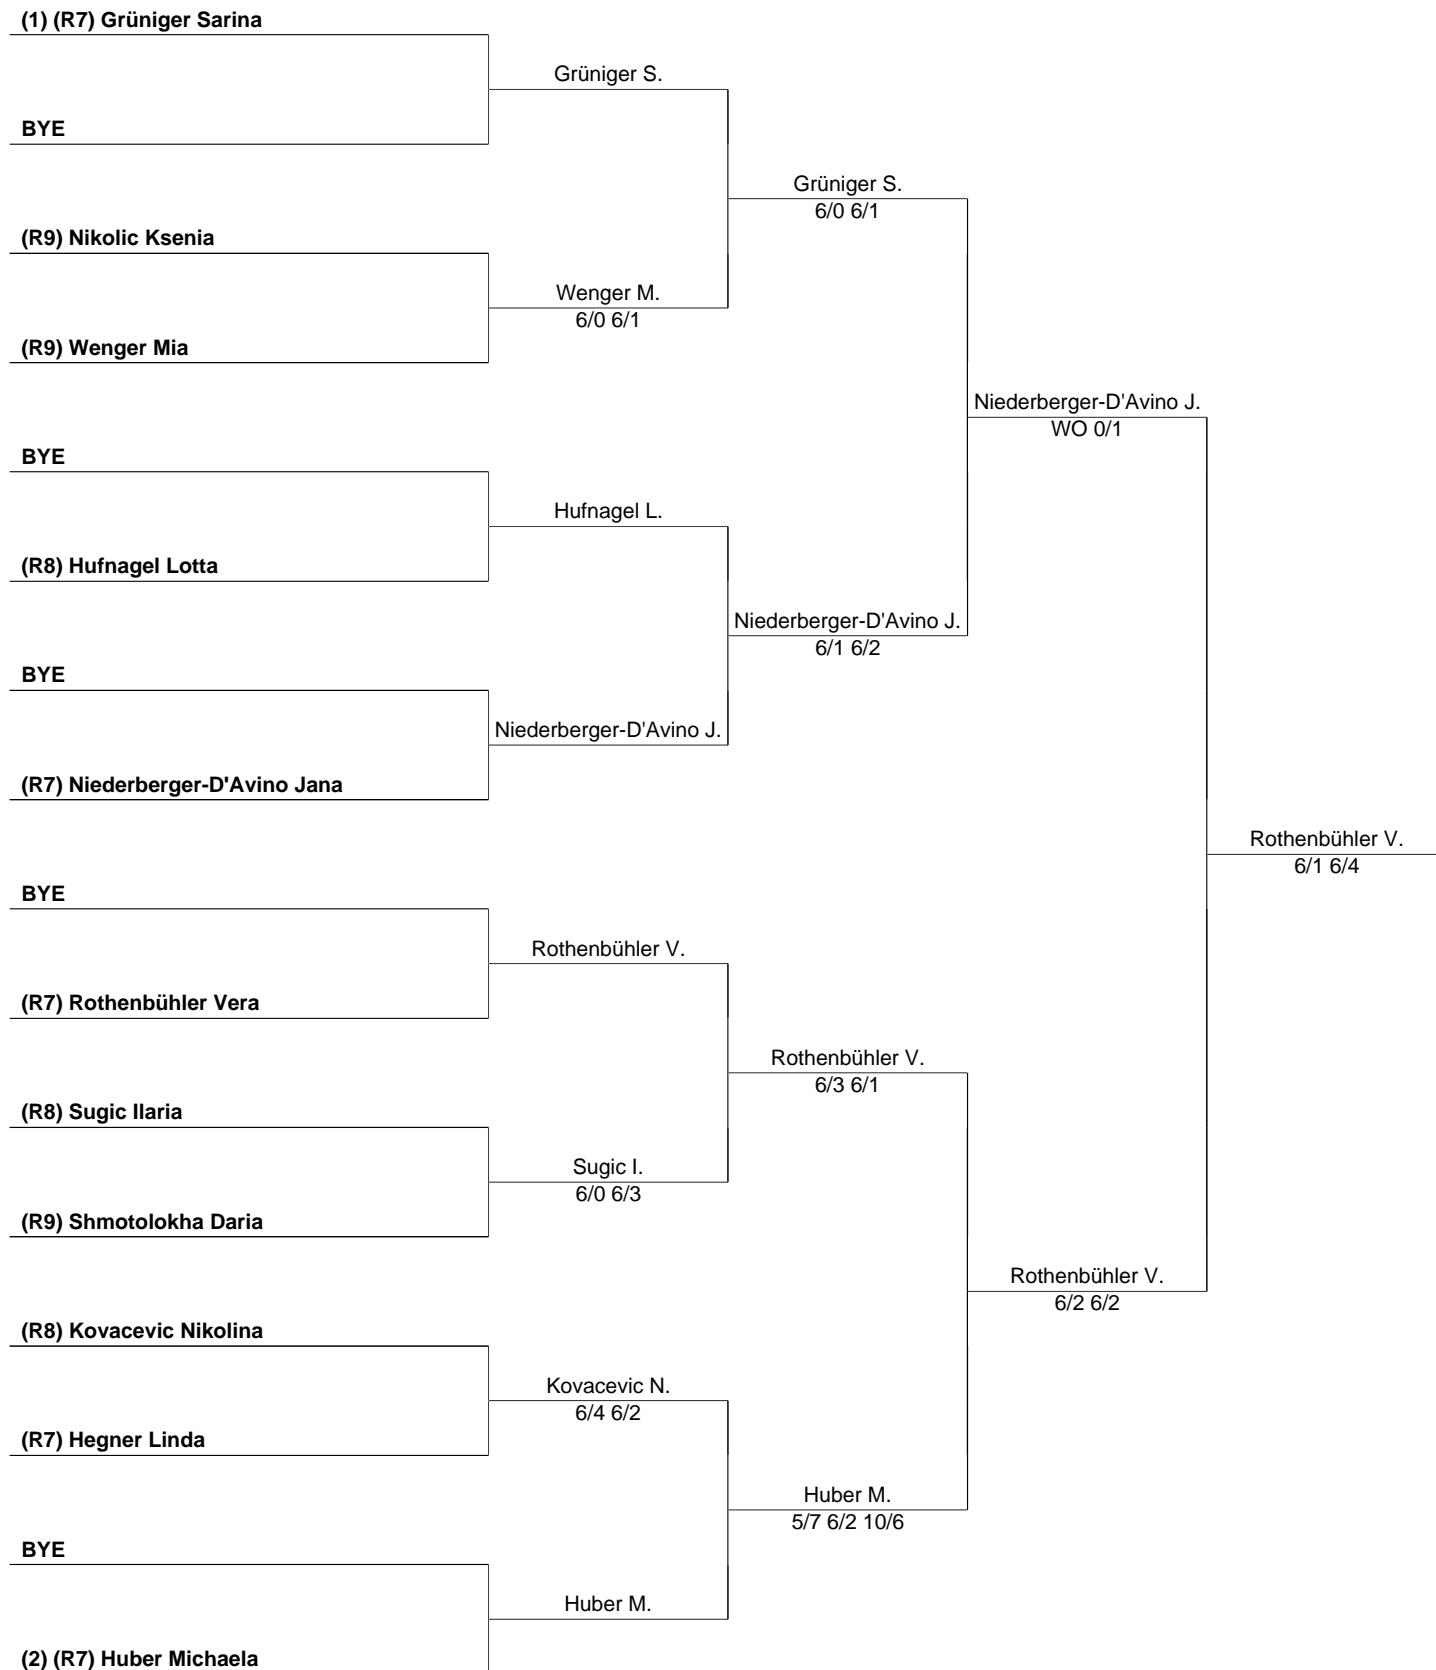 (1) (R7) Grüniger Sarina
Grüniger S.
BYE
Grüniger S.
6/0 6/1
(R9) Nikolic Ksenia
Wenger M.
6/0 6/1
(R9) Wenger Mia
Niederberger-D'Avino J.
WO 0/1
BYE
Hufnagel L.
(R8) Hufnagel Lotta
Niederberger-D'Avino J.
6/1 6/2
BYE
Niederberger-D'Avino J.
(R7) Niederberger-D'Avino Jana
Rothenbühler V.
6/1 6/4
BYE
Rothenbühler V.
(R7) Rothenbühler Vera
Rothenbühler V.
6/3 6/1
(R8) Sugic Ilaria
Sugic I.
6/0 6/3
(R9) Shmotolokha Daria
Rothenbühler V.
6/2 6/2
(R8) Kovacevic Nikolina
Kovacevic N.
6/4 6/2
(R7) Hegner Linda
Huber M.
5/7 6/2 10/6
BYE
Huber M.
(2) (R7) Huber Michaela